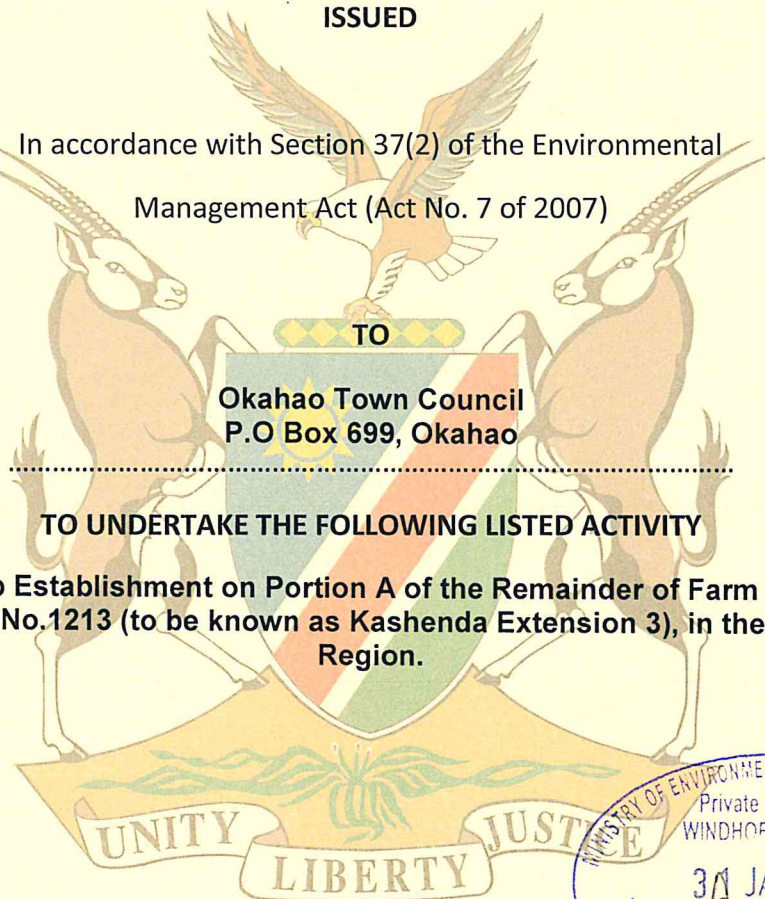 ISSUED
In accordance with Section 37(2) of the Environmental
Management Act (Act No. 7 of 2007)
TO
Okahao Town Council
P.O Box 699, Okahao
TO UNDERTAKE THE FOLLOWING LISTED ACTIVITY
Establishment on Portion A of the Remainder of Farm
No.1213 (to be known as Kashenda Extension 3), in the
Region.
MINISTRY OF
Private
UNITY
LIBERTY
JUSTICE